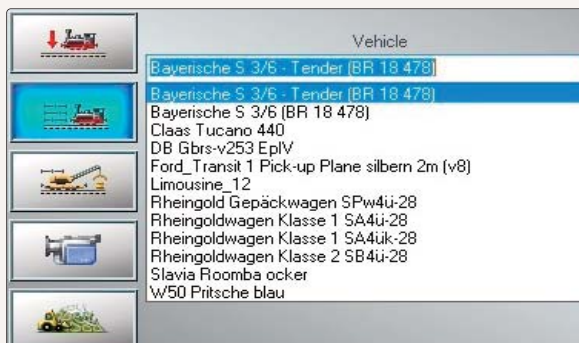 Vehicle
Bayerische S 3/6 - Tender (BR 18 478)
Bayerische S 3/6 - Tender (BR 18 478)
Bayerische S 3/6 (BR 18 478)
Claas Tucano 440
DB Gbrs-v253 EpIV
Ford_Transit 1 Pick-up Plane silbern 2m (v8)
Limousine_12
Rheingold Gepäckwagen SPw4ü-28
Rheingoldwagen Klasse 1 SA4ü-28
Rheingoldwagen Klasse 1 SA4ük-28
Rheingoldwagen Klasse 2 SB4ü-28
Slavia Roomba ocker
W50 Pritsche blau